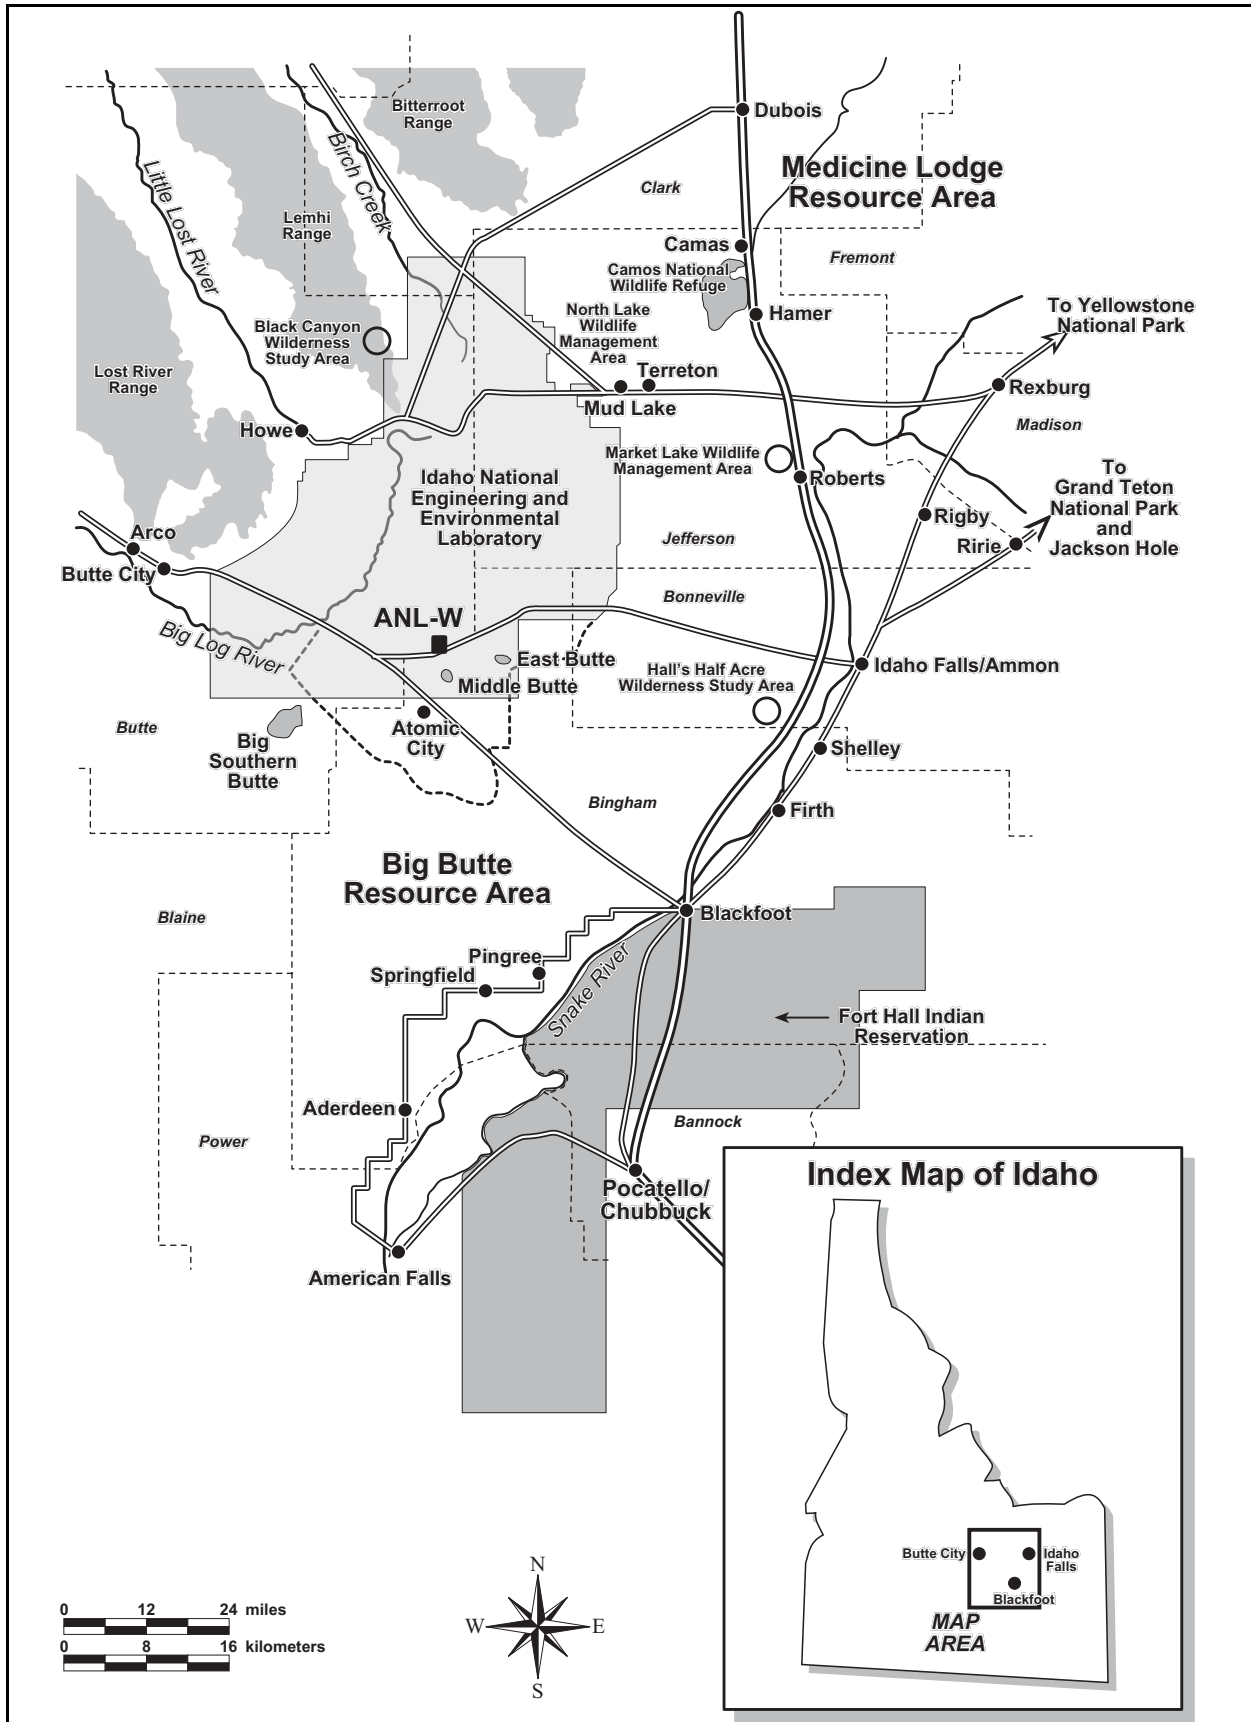 Bitterroot
Range
Dubois
Little Lost River
Birch Creek
Medicine Lodge
Resource Area
Clark
Lemhi
Range
Camas
Fremont
Camos National
Wildlife Refuge
To Yellowstone
National Park
North Lake
Wildlife
Management
Area
Hamer
Black Canyon
Wilderness
Study Area
Lost River
Range
Terreton
Rexburg
Mud Lake
Madison
Howe
Market Lake Wildlife
Management Area
Roberts
To
Grand Teton
National Park
and
Jackson Hole
Idaho National
Engineering and
Environmental
Laboratory
Rigby
Arco
Jefferson
Ririe
Butte City
Bonneville
ANL-W
Big Log River
East Butte
Hall's Half Acre
Wilderness Study Area
Idaho Falls/Ammon
Middle Butte
Butte
Atomic
City
Big
Southern
Butte
Shelley
Bingham
Firth
Big Butte
Resource Area
Blaine
Blackfoot
Pingree
Springfield
Snake River
Fort Hall Indian
Reservation
Aderdeen
Bannock
Power
Pocatello/
Chubbuck
American Falls
Index Map of Idaho
Butte City
Idaho
Falls
Blackfoot
MAP
AREA
N
W
E
S
0 12 24 miles
0 8 16 kilometers